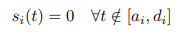 s_i(t) = 0 ∀t ∉ [a_i, d_i]